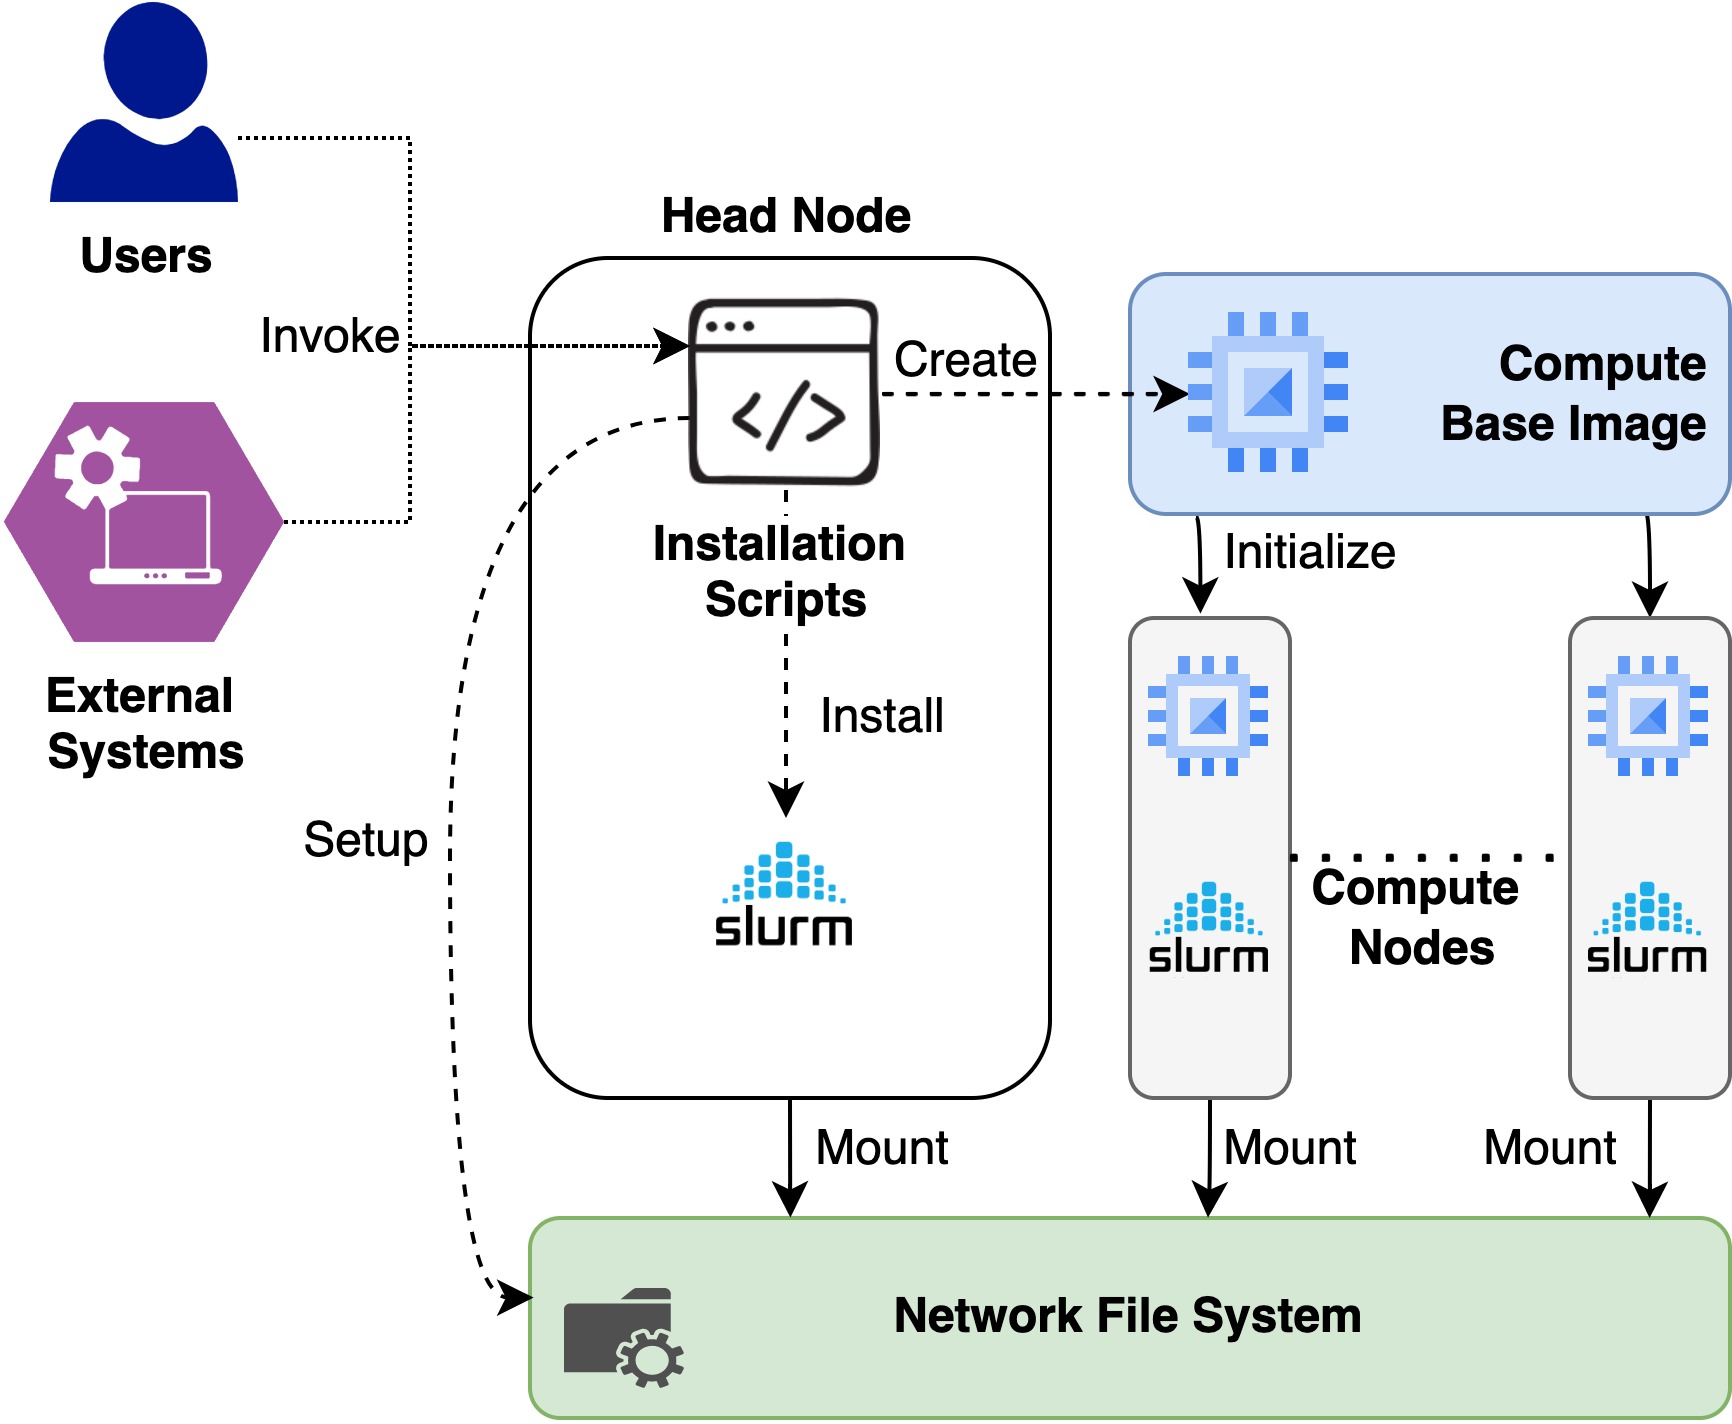 Users
Invoke
External
Systems
Setup
Head Node
</>
Installation
Scripts
Install
slurm
Create
Compute
Base Image
Initialize
slurm
Compute
Nodes
slurm
Mount
Mount
Mount
Network File System